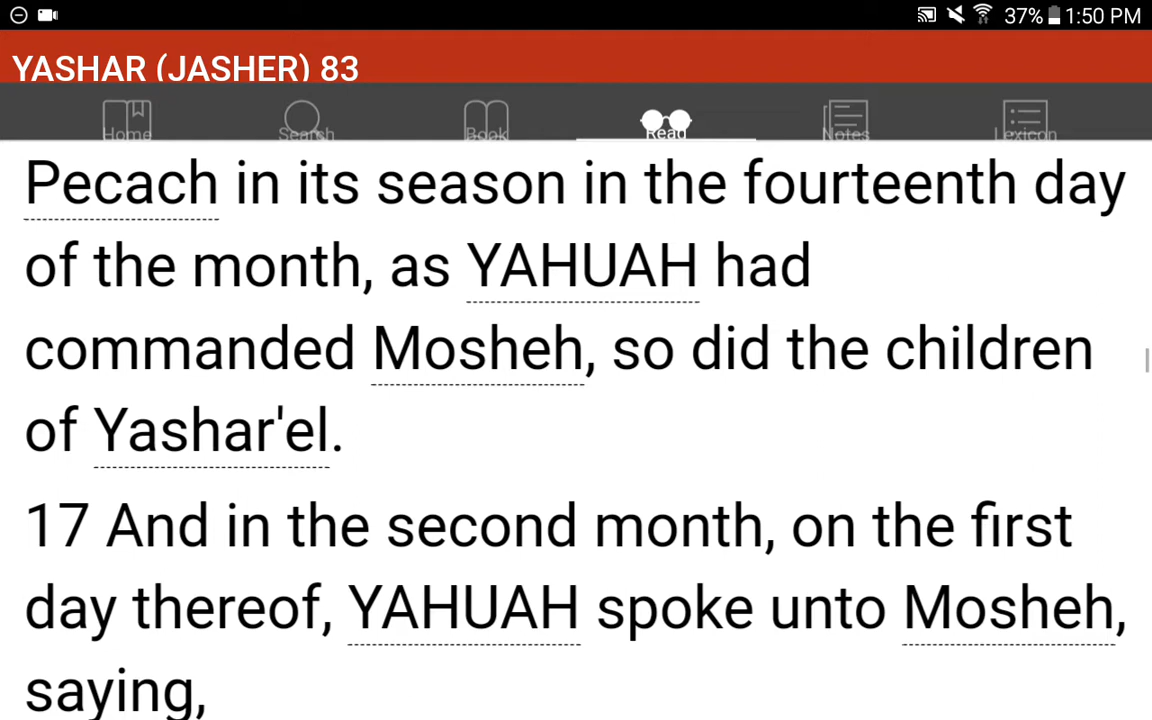 37% 1:50 PM
YASHAR (JASHER) 83
Home Search Book Read Notes Lexicon
Pecach in its season in the fourteenth day
of the month, as YAHUAH had
commanded Mosheh, so did the children
of Yashar'el.
17 And in the second month, on the first
day thereof, YAHUAH spoke unto Mosheh,
saying,